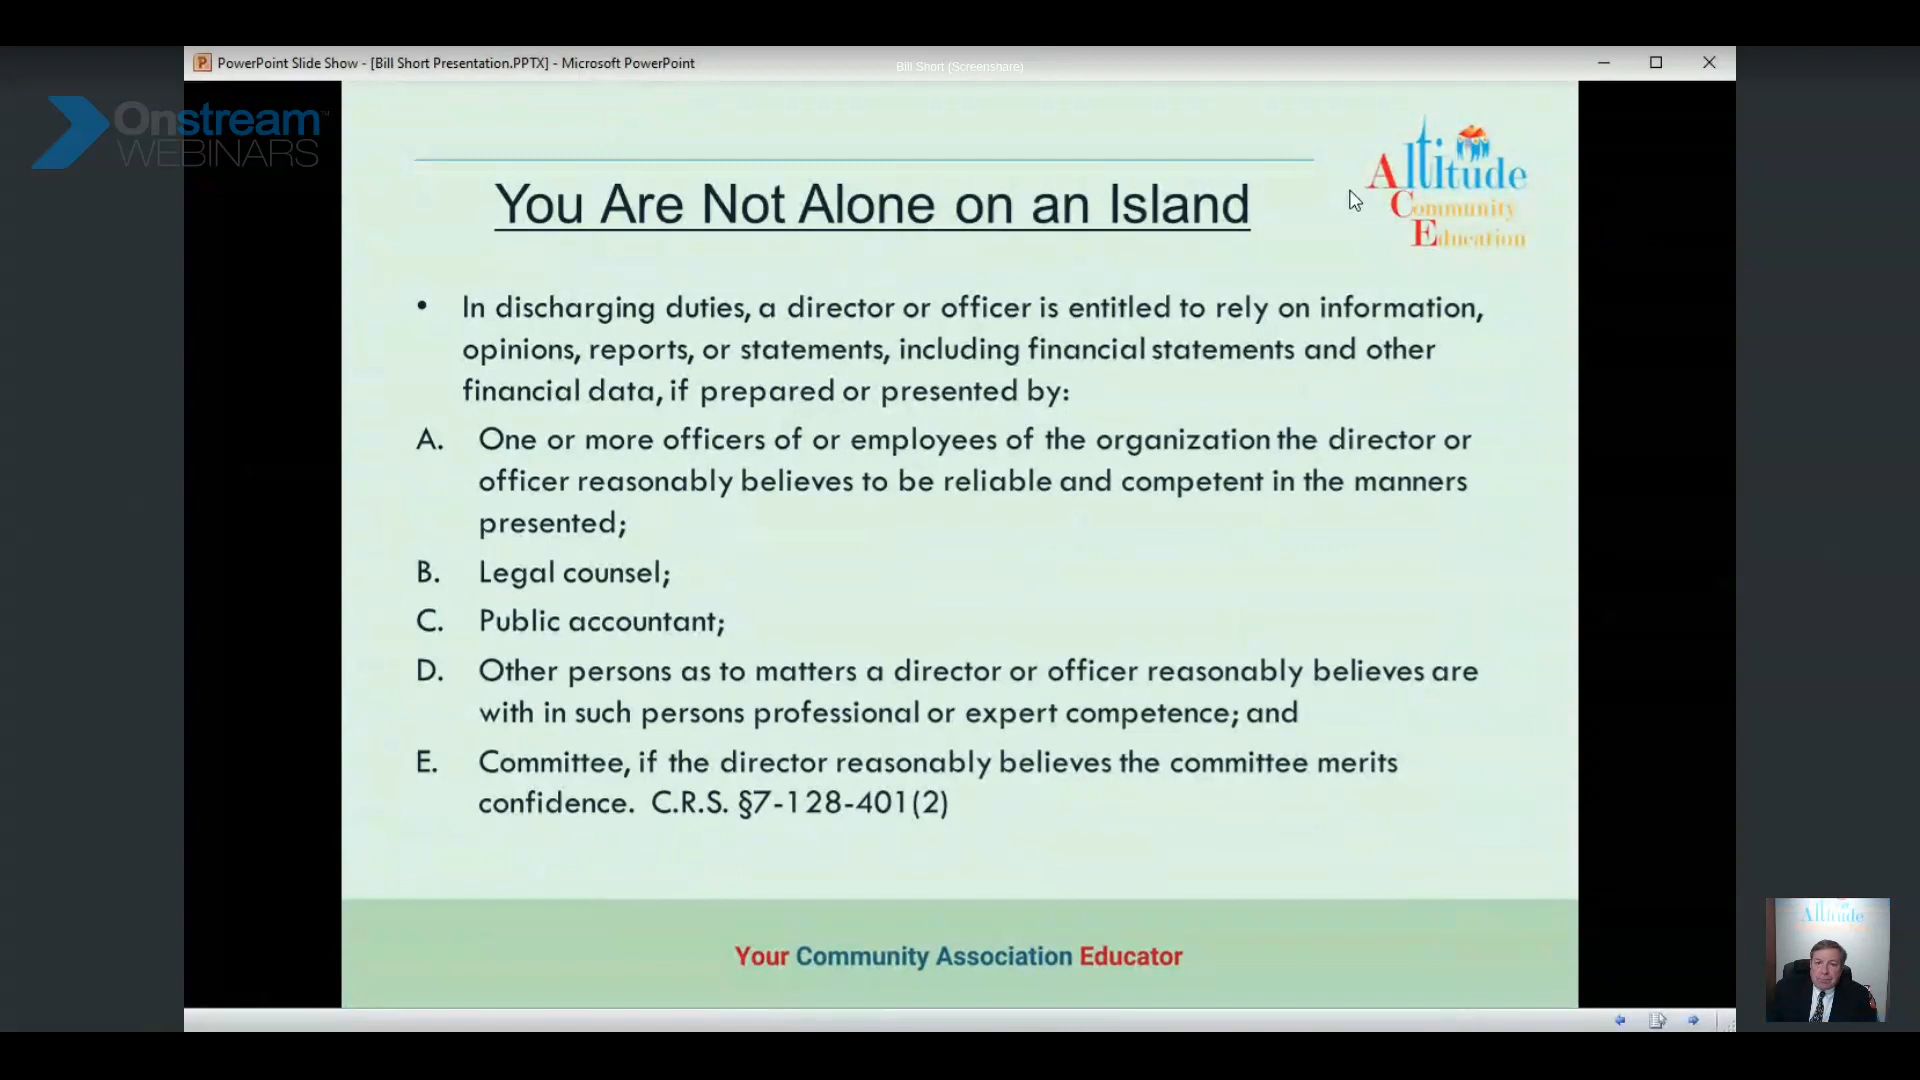 PowerPoint Slide Show - [Bill Short Presentation.PPTX] - Microsoft PowerPoint
Bill Short (Screenshare)
Onstream™
WEBINARS
Altitude
Community
Education
You Are Not Alone on an Island
• In discharging duties, a director or officer is entitled to rely on information,
opinions, reports, or statements, including financial statements and other
financial data, if prepared or presented by:
A. One or more officers of or employees of the organization the director or
officer reasonably believes to be reliable and competent in the manners
presented;
B. Legal counsel;
C. Public accountant;
D. Other persons as to matters a director or officer reasonably believes are
with in such persons professional or expert competence; and
E. Committee, if the director reasonably believes the committee merits
confidence. C.R.S. §7-128-401(2)
Your Community Association Educator
Altitude